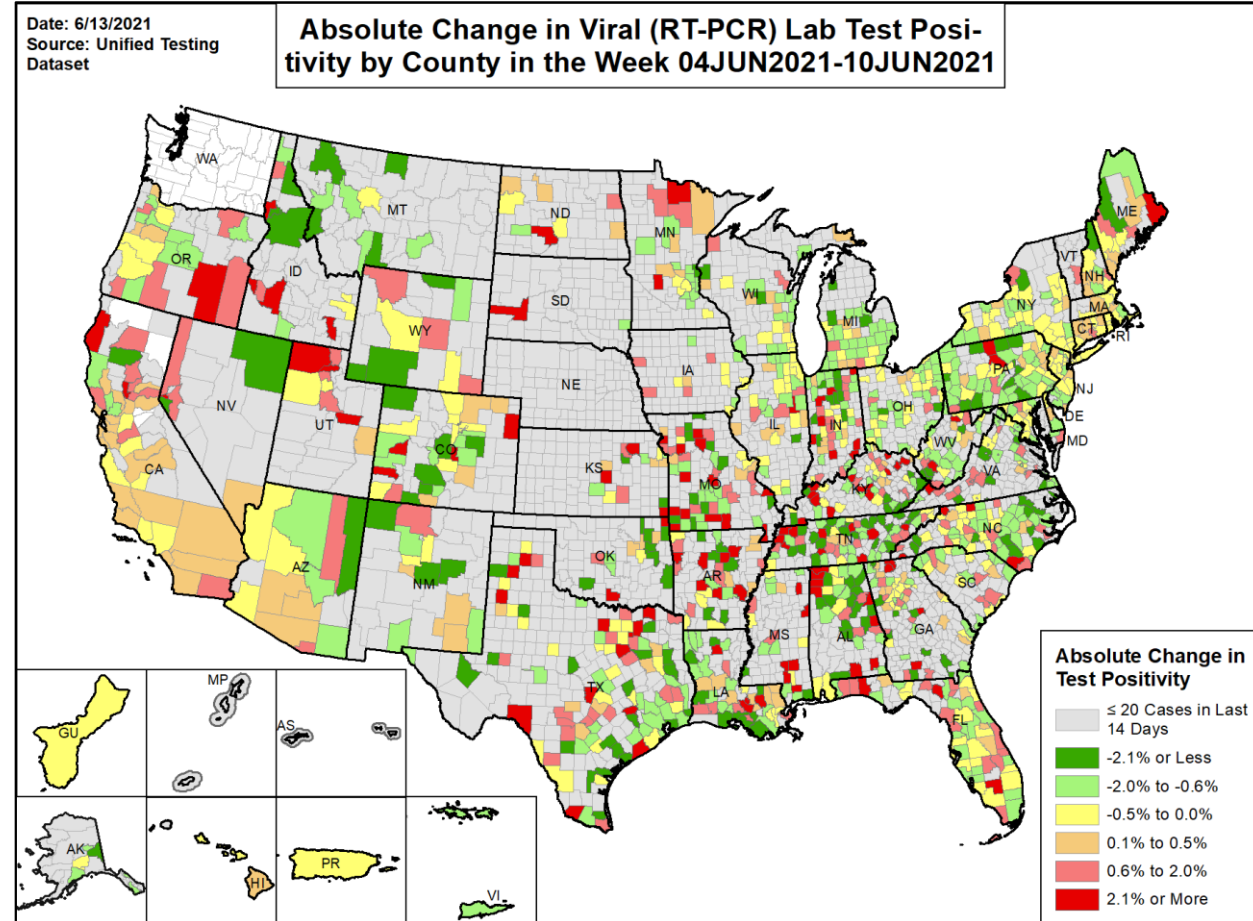 Date: 6/13/2021
Source: Unified Testing
Dataset
Absolute Change in Viral (RT-PCR) Lab Test Posi-
tivity by County in the Week 04JUN2021-10JUN2021
WA
MT
ND
MN
ME
OR
ID
SD
WI
MI
VT
NH
NY
MA
CT
RI
WY
NE
IA
PA
NJ
NV
UT
CO
IL
IN
OH
DE
MD
WV
VA
CA
KS
MO
KY
AZ
NM
OK
AR
TN
NC
SC
TX
LA
MS
AL
GA
FL
GU
MP
AS
AK
HI
PR
VI
Absolute Change in
Test Positivity
≤ 20 Cases in Last
14 Days
-2.1% or Less
-2.0% to -0.6%
-0.5% to 0.0%
0.1% to 0.5%
0.6% to 2.0%
2.1% or More